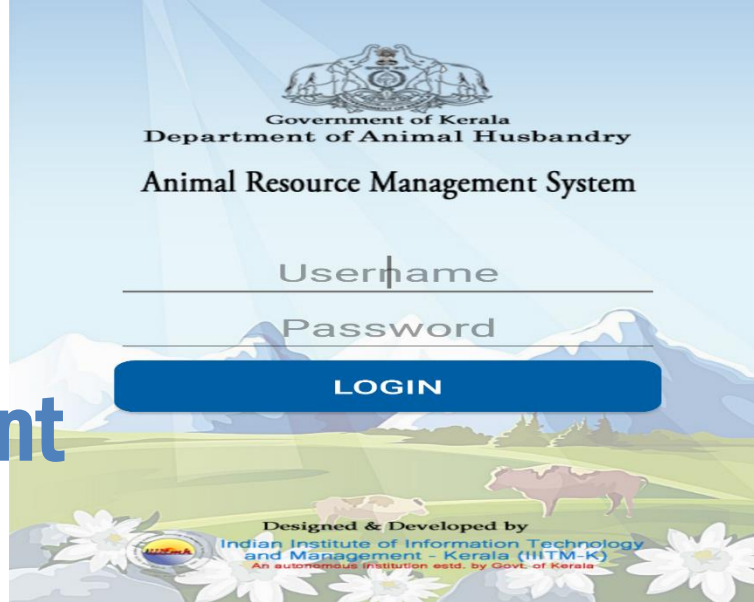 Government of Kerala
Department of Animal Husbandry
Animal Resource Management System
Username
Password
LOGIN
nt
Designed & Developed by
Indian Institute of Information Technology
and Management - Kerala (IIITM-K)
An autonomous institution estd. by Govt. of Kerala